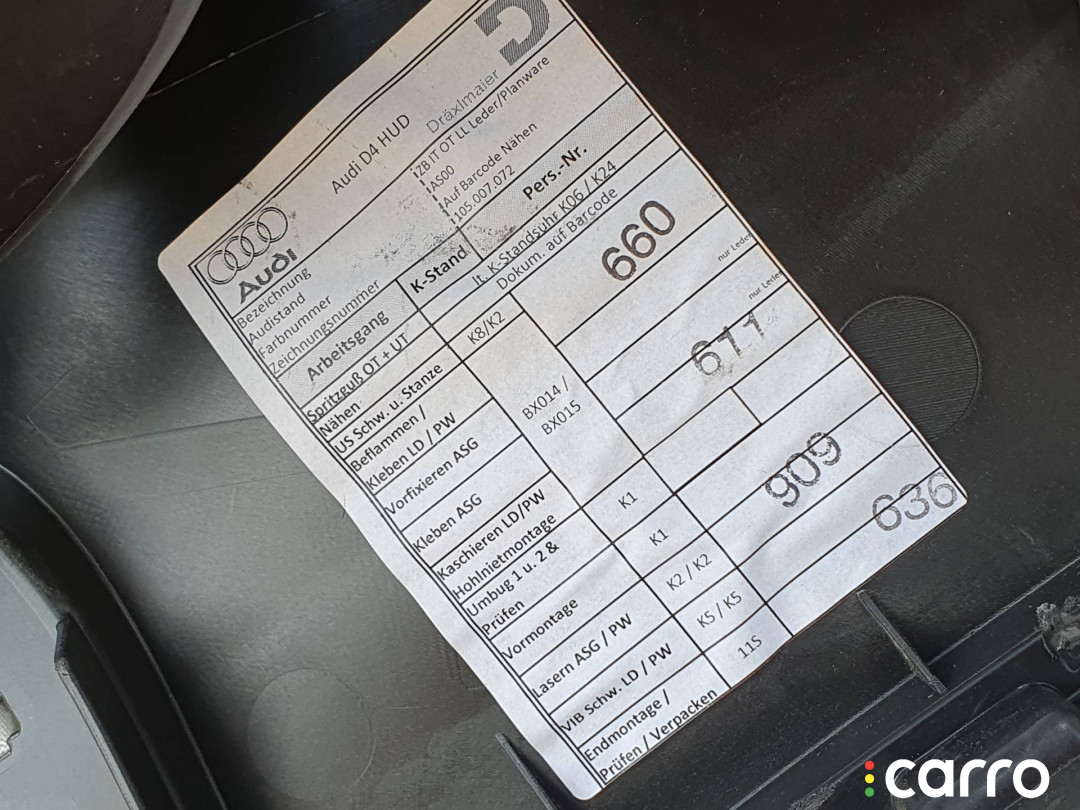 Audi D4 HUD
Dräxlmaier
Audi
Bezeichnung
ZB IT OT LL Leder/Planware
Audistand
AS00
Farbnummer
Auf Barcode Nähen
Zeichnungsnummer
105.007.072
Arbeitsgang
K-Stand
Pers.-Nr.
Spritzguß OT + UT
lt. K-Standsuhr K06 / K24
Nähen
Dokum. auf Barcode
US Schw. u. Stanze
K8/K2
660
Beflammen /
Kleben LD / PW
BX014 /
BX015
nur Leder
Vorfixieren ASG
nur Leder
Kleben ASG
611
Kaschieren LD/PW
Hohlnietmontage
Umbug 1 u. 2 &
Prüfen
K1
Vormontage
K1
909
Lasern ASG / PW
K2 / K2
636
VIB Schw. LD / PW
K5 / K5
Endmontage /
Prüfen / Verpacken
11S
carro